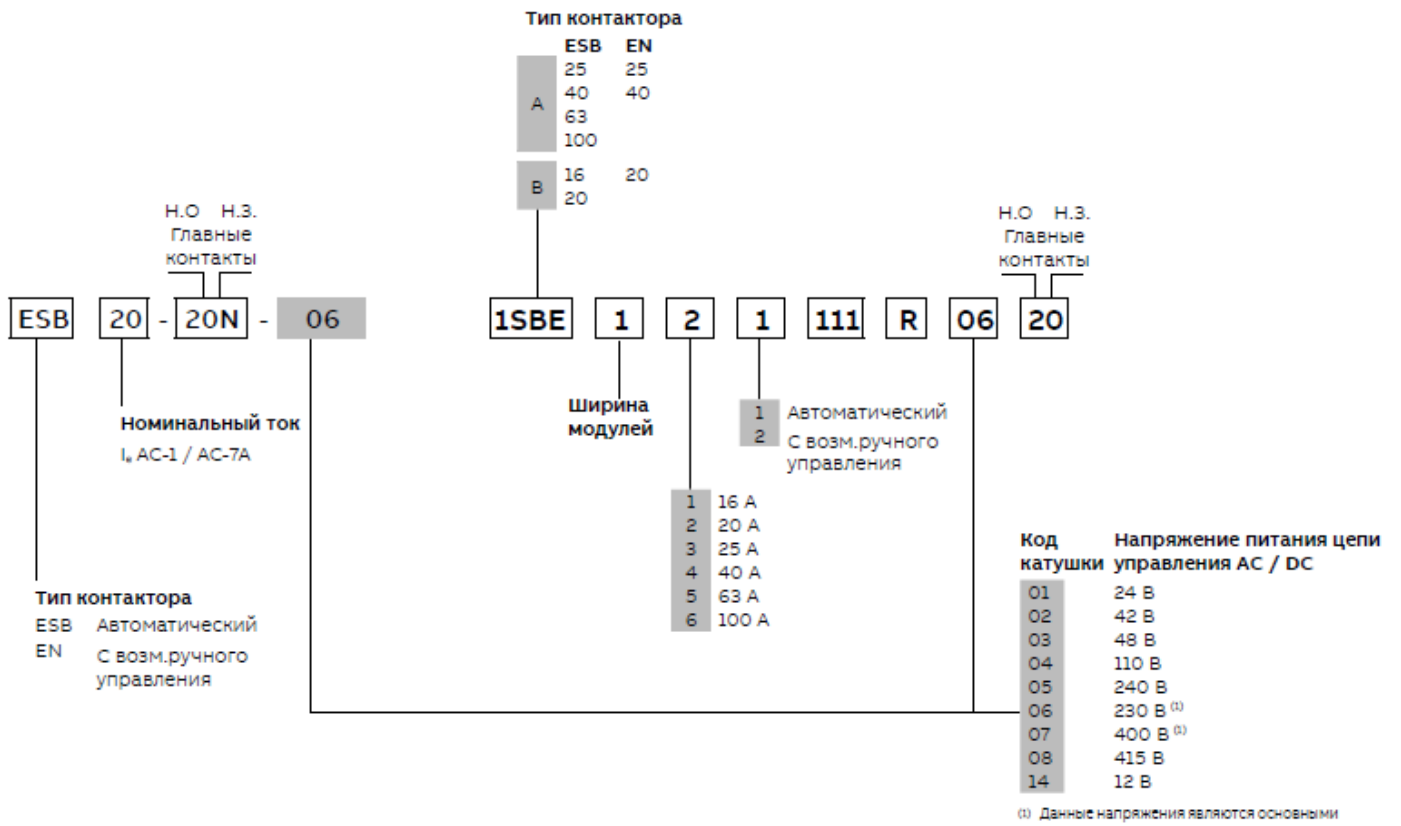 Тип контактора
ESB EN
A
25 25
40 40
63
100
B
16 20
20
Н.О Н.З.
Главные
контакты
Н.О Н.З.
Главные
контакты
ESB 20 - 20N - 06
1SBE 1 2 1 111 R 06 20
Номинальный ток
Iₑ AC-1 / AC-7A
Ширина
модулей
1 Автоматический
2 С возм.ручного
управления
1 16 A
2 20 A
3 25 A
4 40 A
5 63 A
6 100 A
Тип контактора
ESB Автоматический
EN С возм.ручного
управления
Код Напряжение питания цепи
катушки управления AC / DC
01 24 В
02 42 В
03 48 В
04 110 В
05 240 В
06 230 В (1)
07 400 В (1)
08 415 В
14 12 В
(1) Данные напряжения являются основными